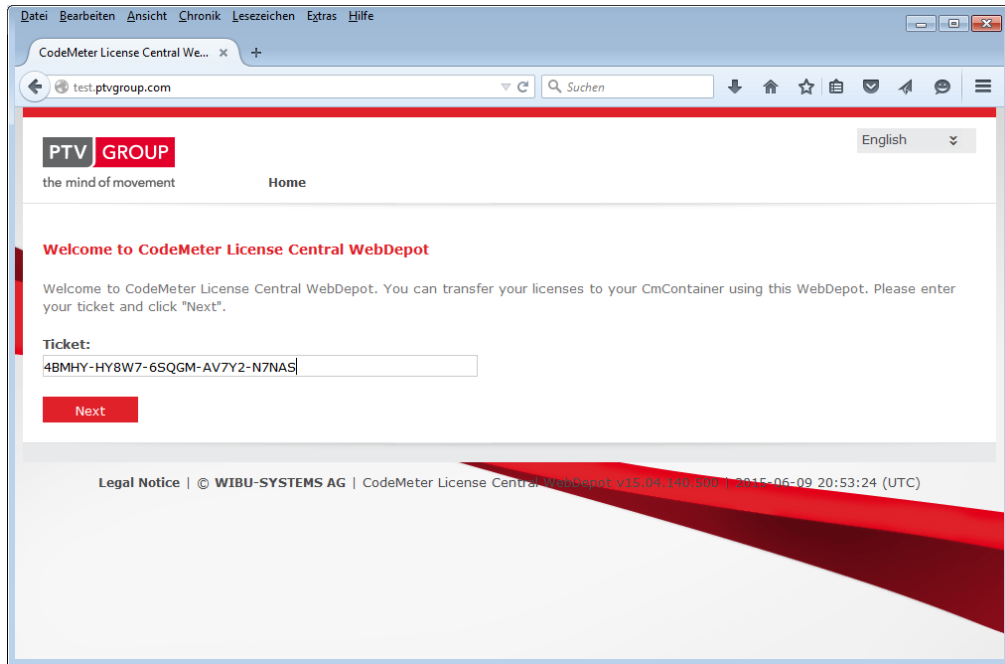 Datei Bearbeiten Ansicht Chronik Lesezeichen Extras Hilfe
CodeMeter License Central We... × +
test.ptvgroup.com
Suchen
English
PTV GROUP
the mind of movement
Home
Welcome to CodeMeter License Central WebDepot
Welcome to CodeMeter License Central WebDepot. You can transfer your licenses to your CmContainer using this WebDepot. Please enter
your ticket and click "Next".
Ticket:
4BMHY-HY8W7-6SQGM-AV7Y2-N7NAS
Next
Legal Notice | © WIBU-SYSTEMS AG | CodeMeter License Central WebDepot v15.04.140.500 | 2015-06-09 20:53:24 (UTC)